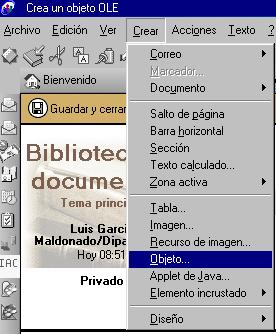 Crea un objeto OLE
Archivo Edición Ver Crear Acciones Texto ?
Bienvenido
Guardar y cerrar
Tema princi
Luis Garcí
Maldonado/Dipa
Hoy 08:51
Privado
IAC
Correo
Marcador...
Documento
Salto de página
Barra horizontal
Sección
Texto calculado...
Zona activa
Tabla...
Imagen...
Recurso de imagen...
Objeto...
Applet de Java...
Elemento incrustado
Diseño